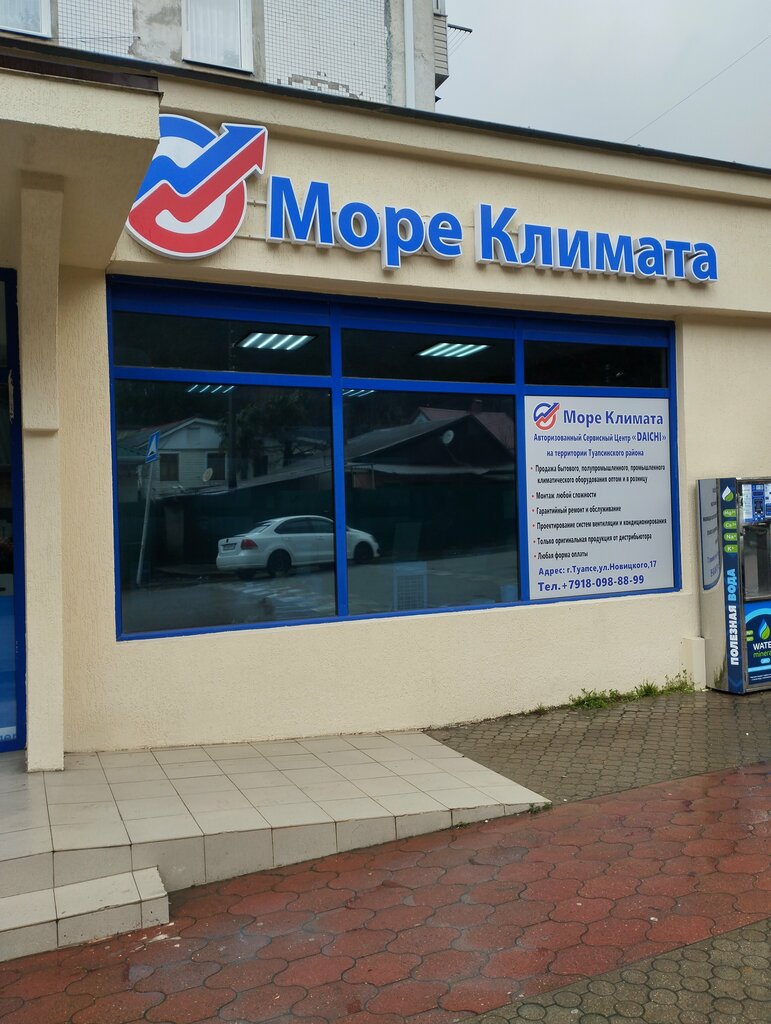 Море Климата
Море Климата
Авторизованный Сервисный Центр «DAICHI»
на территории Туапсинского района
• Продажа бытового, полупромышленного, промышленного
климатического оборудования оптом и в розницу
• Монтаж любой сложности
• Гарантийный ремонт и обслуживание
• Проектирование систем вентиляции и кондиционирования
• Только оригинальная продукция от дистрибьютора
• Любая форма оплаты
Адрес: г.Туапсе,ул.Новицкого,17
Тел.+7918-098-88-99
ПОЛЕЗНАЯ ВОДА
WATE
minera